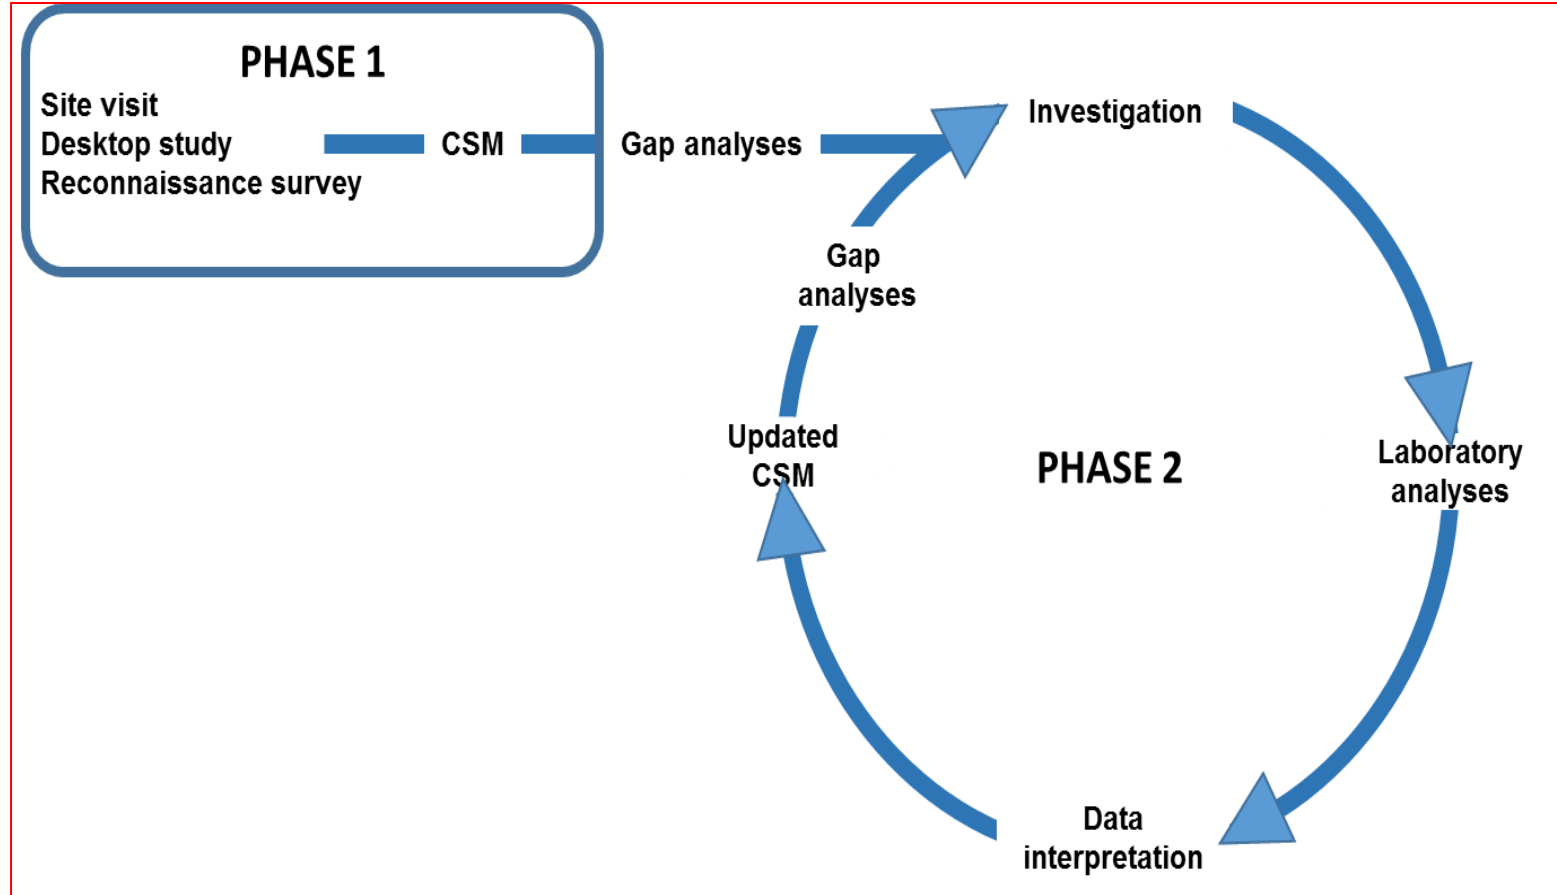 PHASE 1
Site visit
Desktop study
Reconnaissance survey
CSM
Gap analyses
Investigation
Gap
analyses
Updated
CSM
PHASE 2
Laboratory
analyses
Data
interpretation